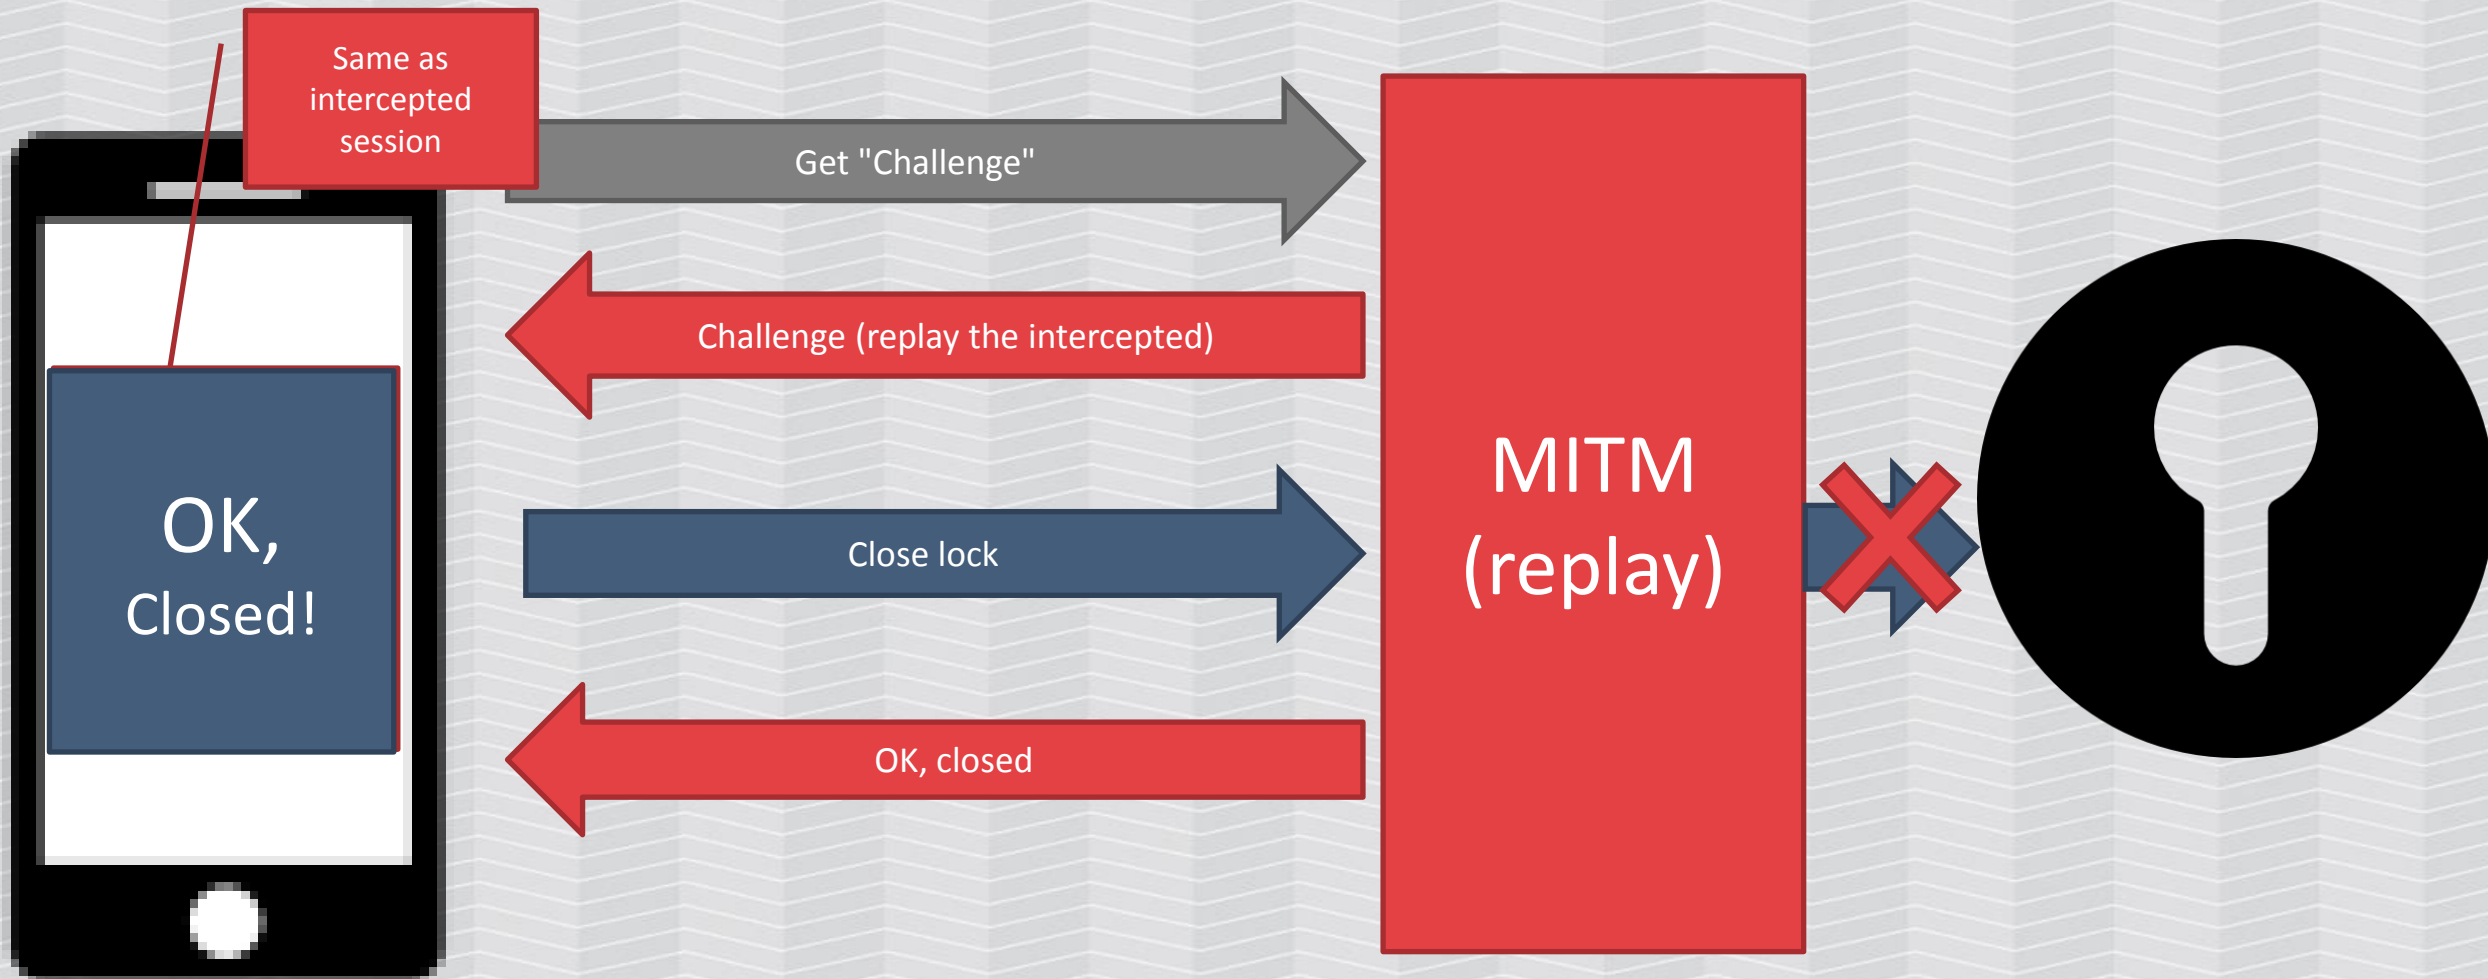 Same as
intercepted
session
Get "Challenge"
Challenge (replay the intercepted)
OK,
Closed!
Close lock
MITM
(replay)
OK, closed